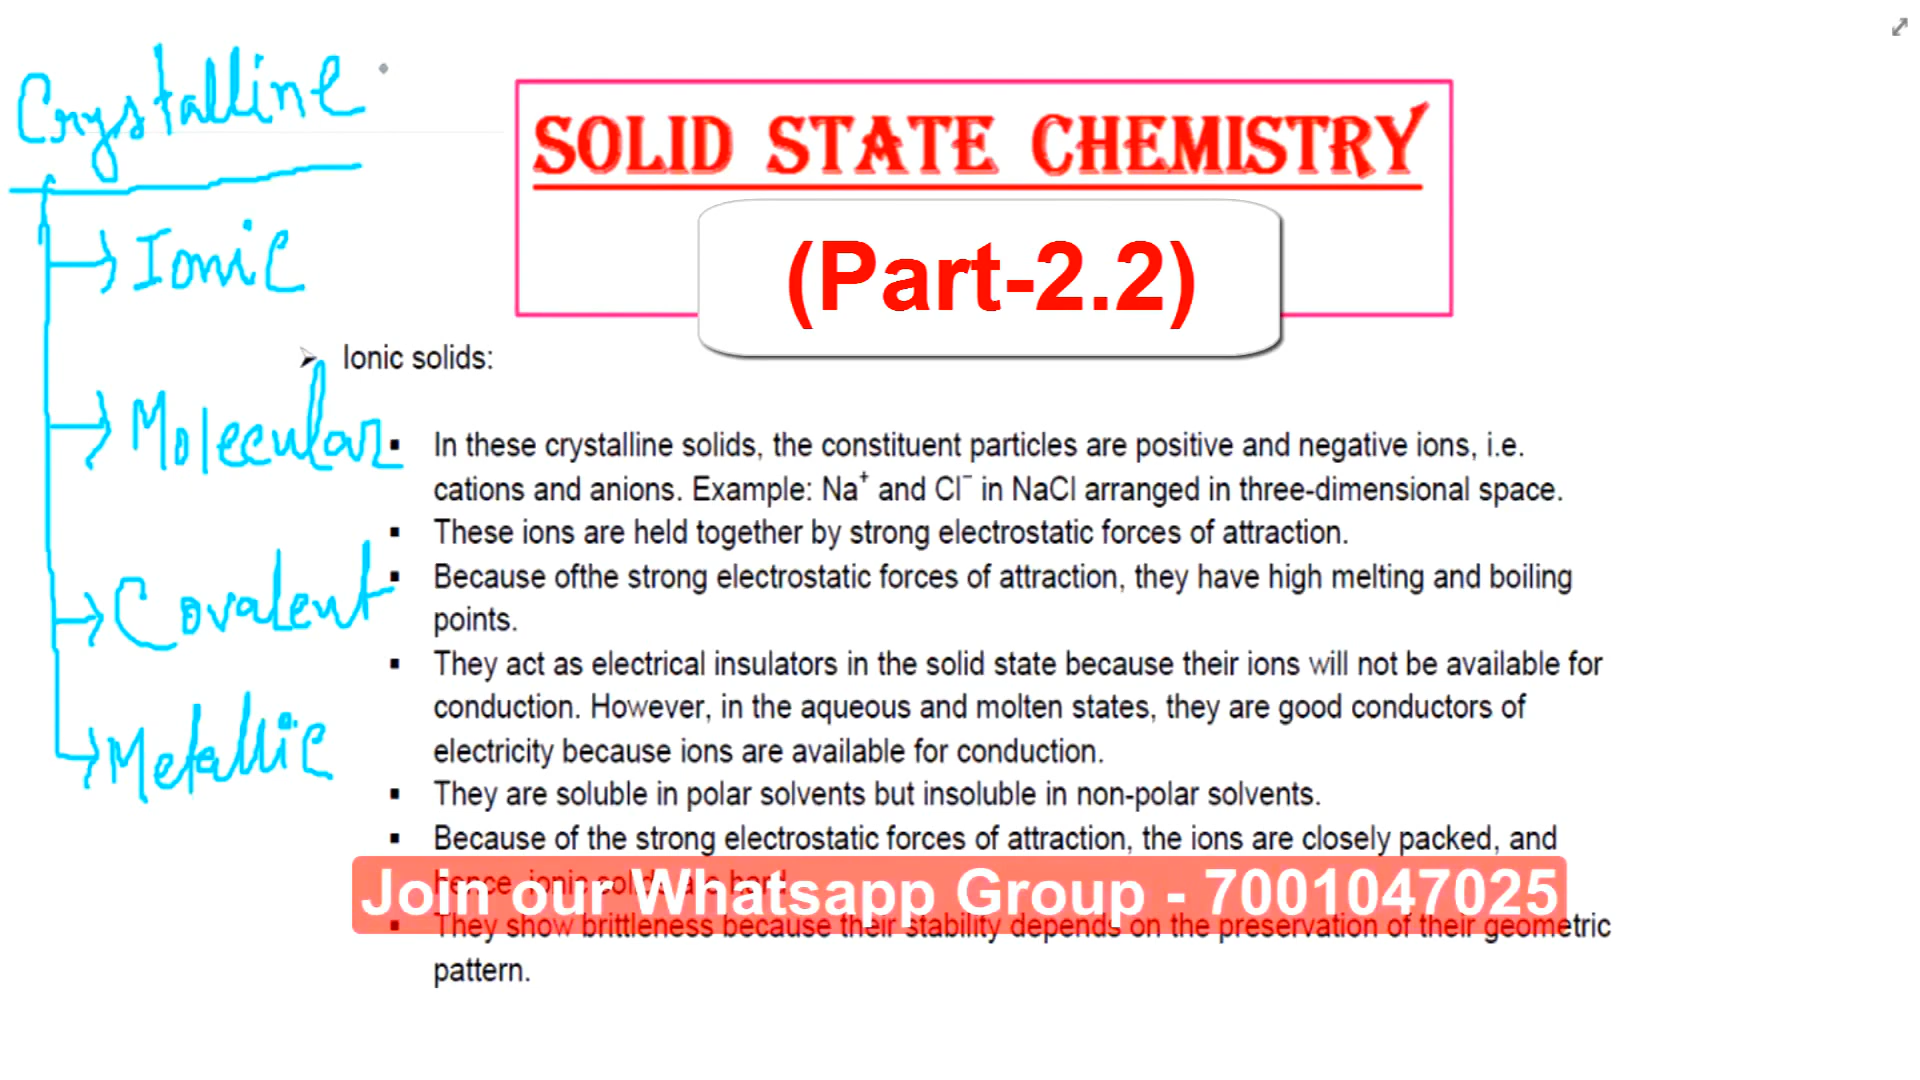 Crystalline
Ionic
Molecular
Covalent
Metallic
SOLID STATE CHEMISTRY
(Part-2.2)
➢ Ionic solids:
▪ In these crystalline solids, the constituent particles are positive and negative ions, i.e.
cations and anions. Example: Na⁺ and Cl⁻ in NaCl arranged in three-dimensional space.
▪ These ions are held together by strong electrostatic forces of attraction.
▪ Because ofthe strong electrostatic forces of attraction, they have high melting and boiling
points.
▪ They act as electrical insulators in the solid state because their ions will not be available for
conduction. However, in the aqueous and molten states, they are good conductors of
electricity because ions are available for conduction.
▪ They are soluble in polar solvents but insoluble in non-polar solvents.
▪ Because of the strong electrostatic forces of attraction, the ions are closely packed, and
hence, ionic solids are hard.
Join our Whatsapp Group - 7001047025
▪ They show brittleness because their stability depends on the preservation of their geometric
pattern.